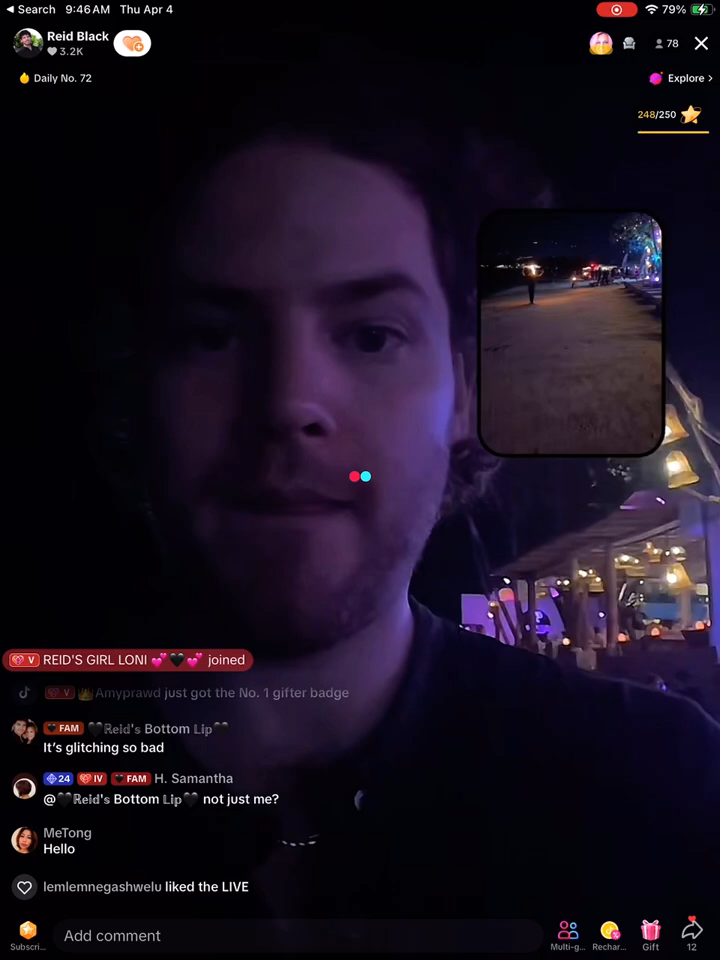 Search 9:46 AM Thu Apr 4 79%
Reid Black
3.2K
78
Daily No. 72
Explore
248/250
V REID'S GIRL LONI 💕🖤💕 joined
V 👑Amyprawd just got the No. 1 gifter badge
FAM 🖤Reid's Bottom Lip🖤
It's glitching so bad
24 IV FAM H. Samantha
@🖤Reid's Bottom Lip🖤 not just me?
MeTong
Hello
lemlemnegashwelu liked the LIVE
Subscri... Add comment Multi-g... Rechar... Gift 12